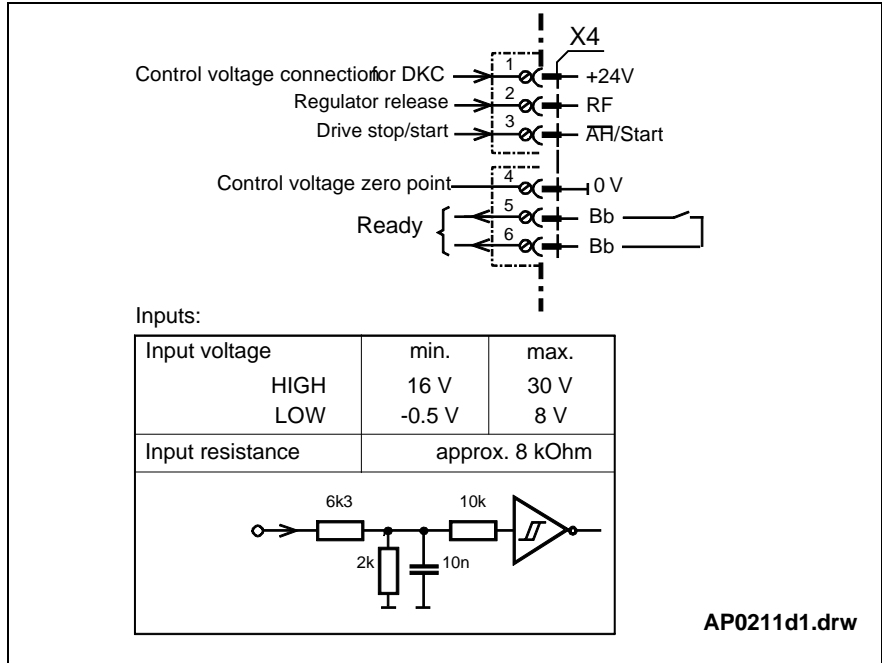 X4
Control voltage connection for DKC 1 +24V
Regulator release 2 RF
Drive stop/start 3 A̅H̅/Start
Control voltage zero point 4 0 V
Ready 5 Bb
6 Bb
Inputs:
Input voltage min. max.
HIGH 16 V 30 V
LOW -0.5 V 8 V
Input resistance approx. 8 kOhm
6k3 10k
2k 10n
AP0211d1.drw